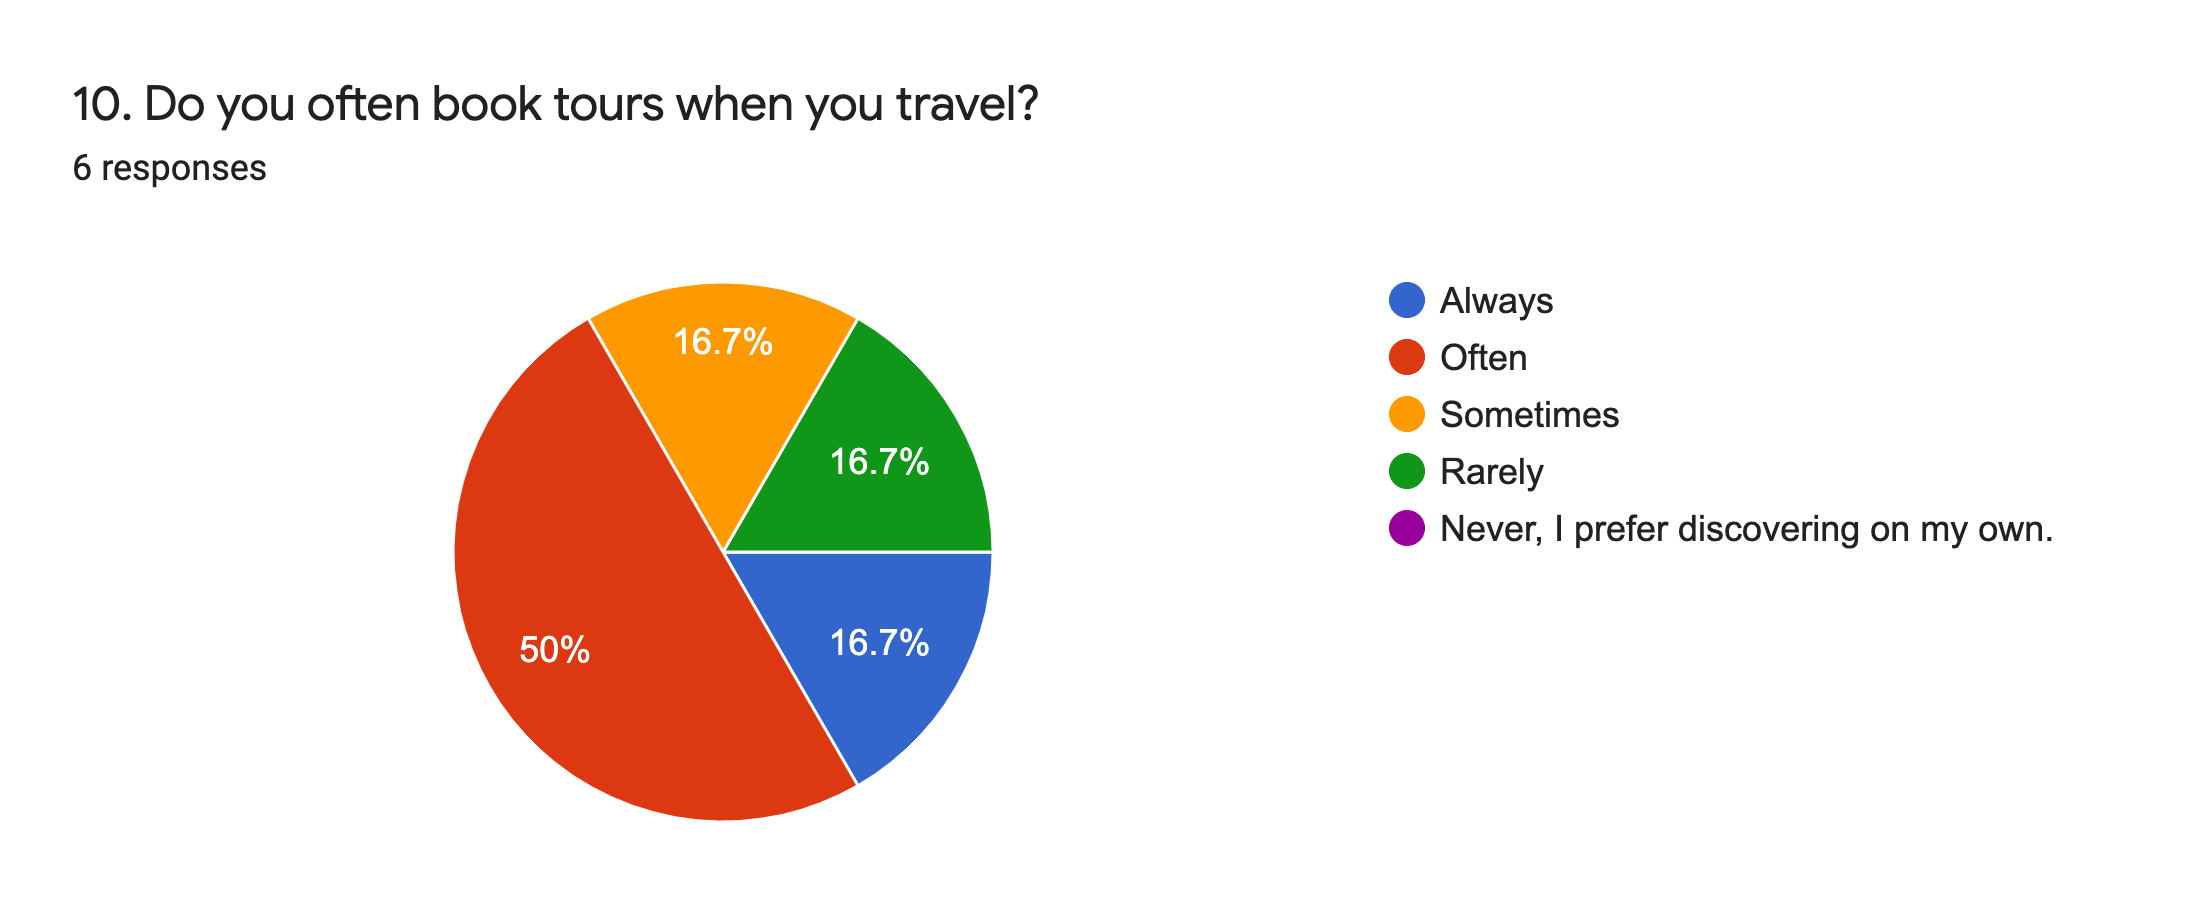 10. Do you often book tours when you travel?
6 responses
16.7%
16.7%
50%
16.7%
Always
Often
Sometimes
Rarely
Never, I prefer discovering on my own.